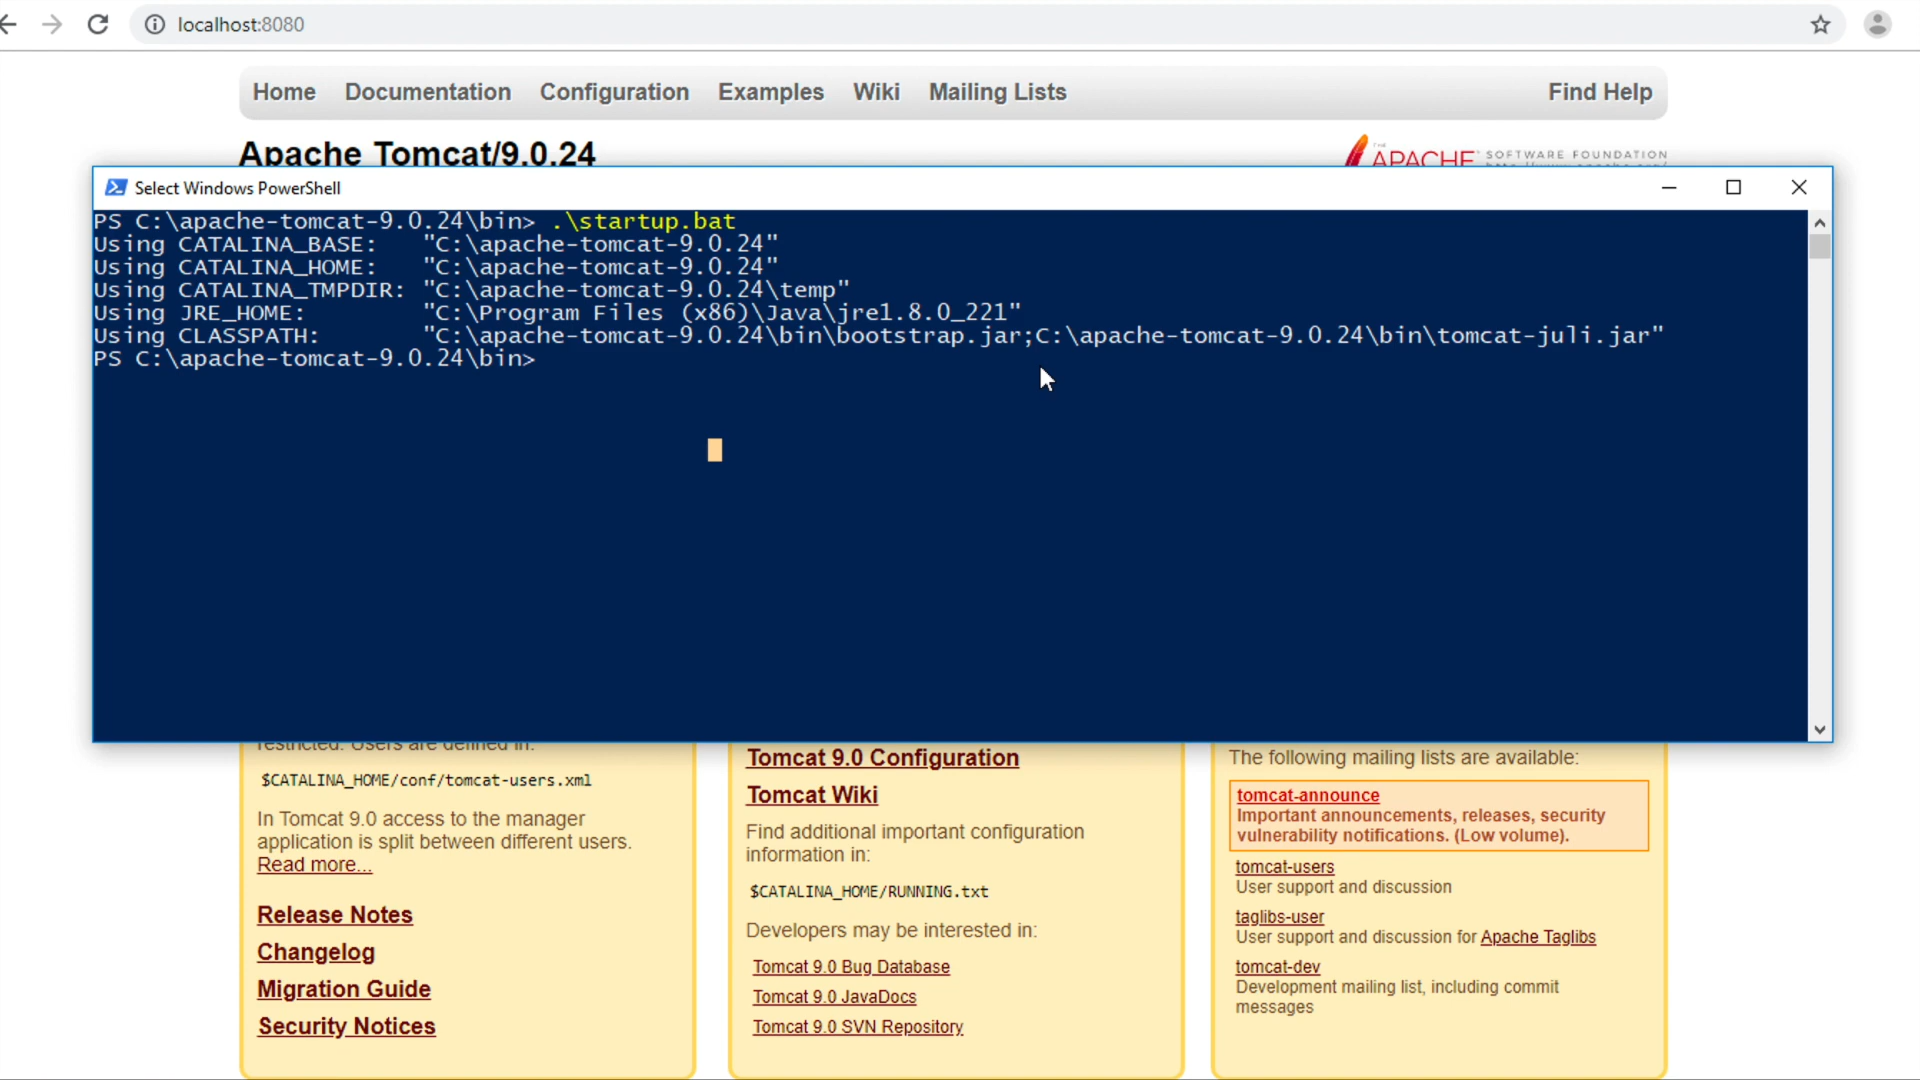 localhost:8080
Home Documentation Configuration Examples Wiki Mailing Lists Find Help
Apache Tomcat/9.0.24
THE APACHE SOFTWARE FOUNDATION
Select Windows PowerShell
PS C:\apache-tomcat-9.0.24\bin> .\startup.bat
Using CATALINA_BASE:   "C:\apache-tomcat-9.0.24"
Using CATALINA_HOME:   "C:\apache-tomcat-9.0.24"
Using CATALINA_TMPDIR: "C:\apache-tomcat-9.0.24\temp"
Using JRE_HOME:        "C:\Program Files (x86)\Java\jre1.8.0_221"
Using CLASSPATH:       "C:\apache-tomcat-9.0.24\bin\bootstrap.jar;C:\apache-tomcat-9.0.24\bin\tomcat-juli.jar"
PS C:\apache-tomcat-9.0.24\bin>
restricted. Users are defined in:
$CATALINA_HOME/conf/tomcat-users.xml
In Tomcat 9.0 access to the manager
application is split between different users.
Read more...
Release Notes
Changelog
Migration Guide
Security Notices
Tomcat 9.0 Configuration
Tomcat Wiki
Find additional important configuration
information in:
$CATALINA_HOME/RUNNING.txt
Developers may be interested in:
Tomcat 9.0 Bug Database
Tomcat 9.0 JavaDocs
Tomcat 9.0 SVN Repository
The following mailing lists are available:
tomcat-announce
Important announcements, releases, security
vulnerability notifications. (Low volume).
tomcat-users
User support and discussion
taglibs-user
User support and discussion for Apache Taglibs
tomcat-dev
Development mailing list, including commit
messages